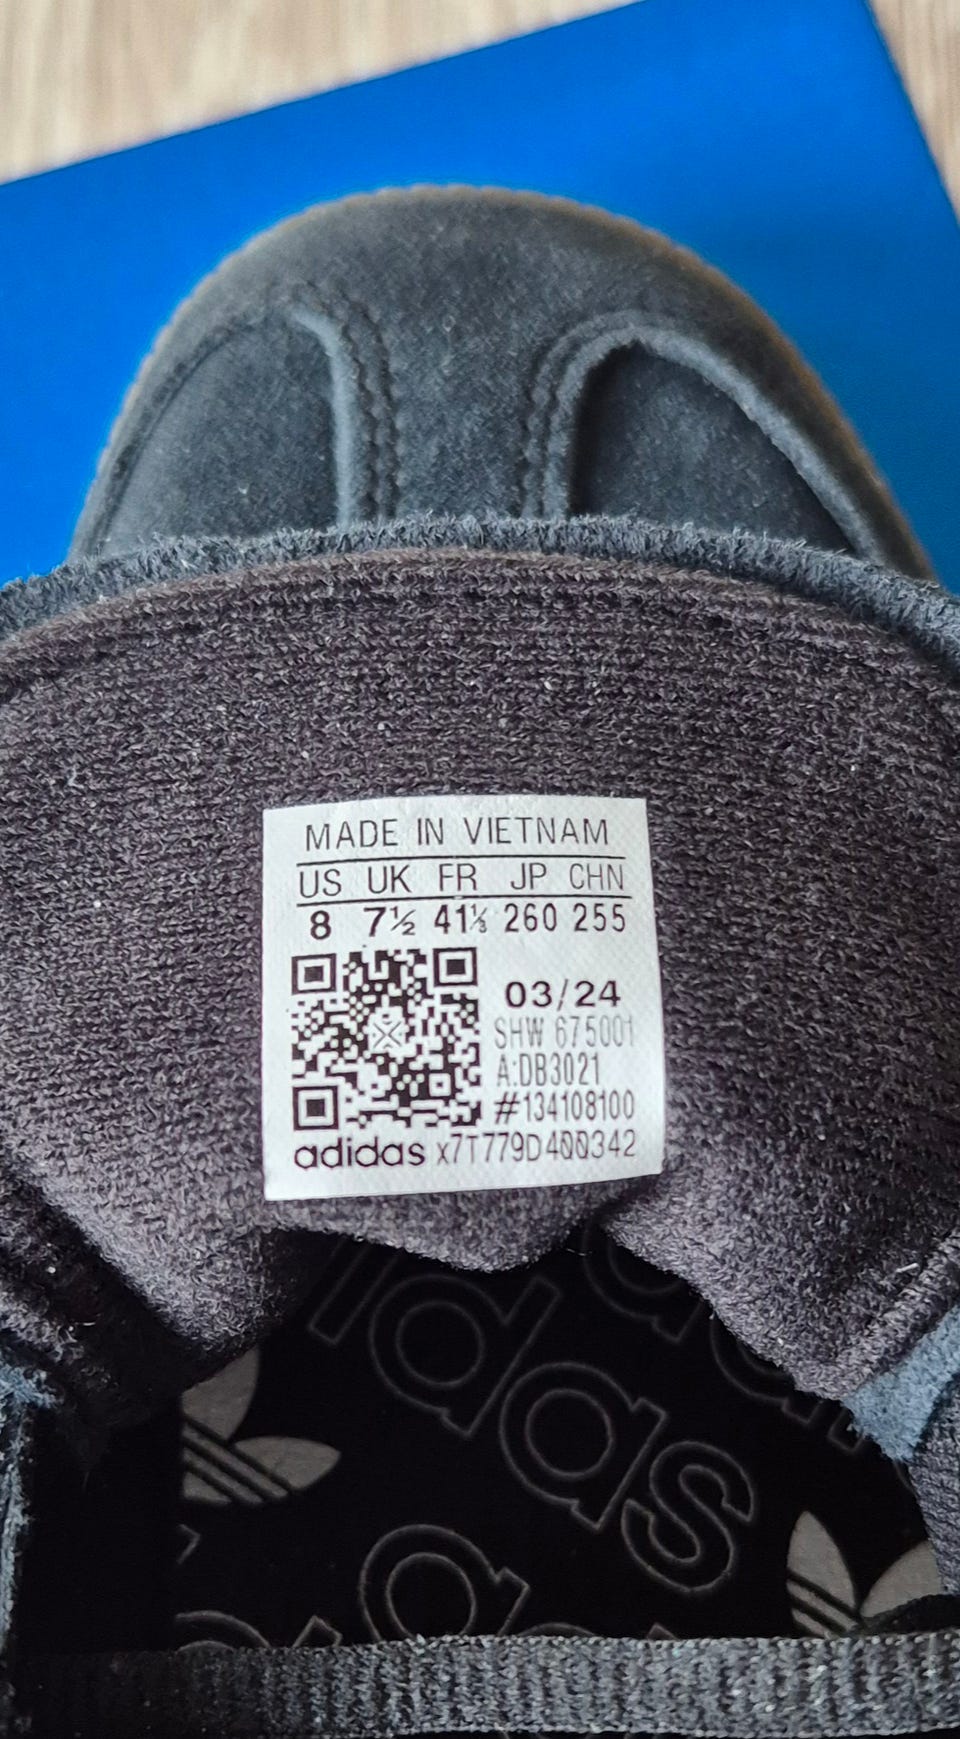 MADE IN VIETNAM
US UK FR JP CHN
8 7½ 41⅓ 260 255
03/24
SHW 675001
A:DB3021
#134108100
adidas x7T779D400342
adidas